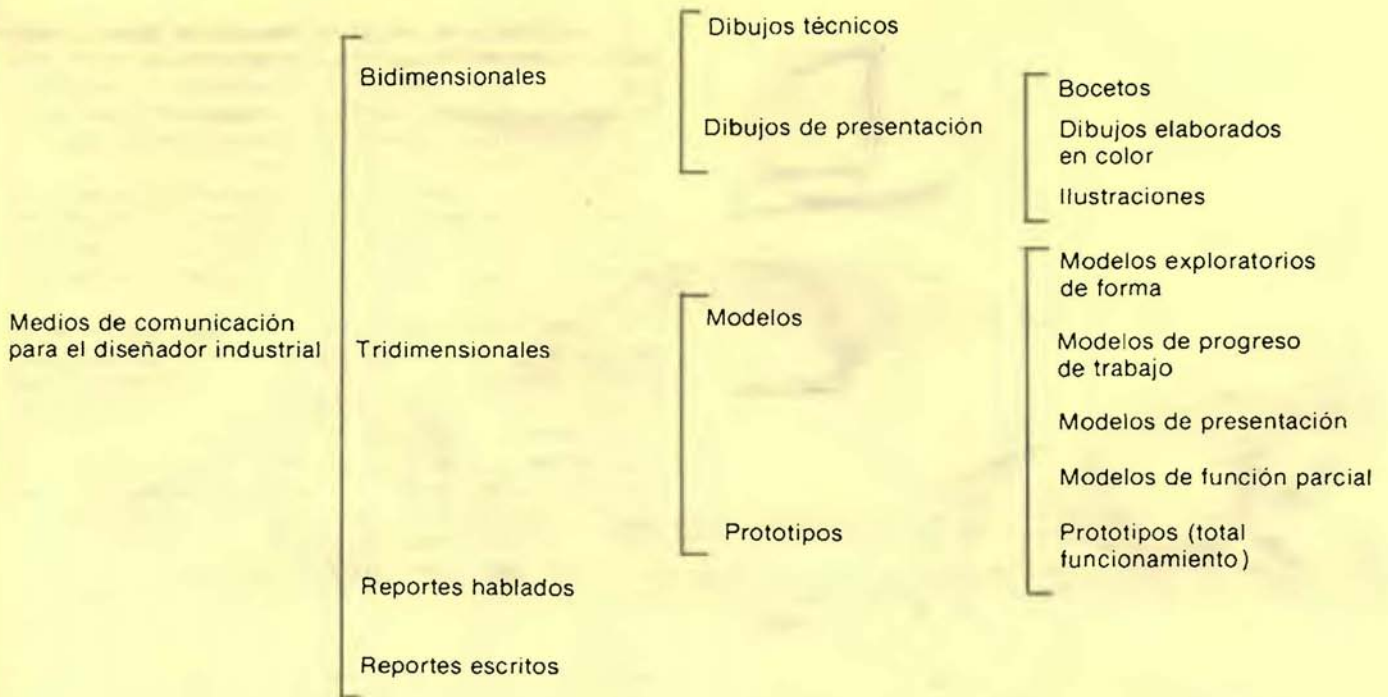 Medios de comunicación
para el diseñador industrial
Bidimensionales
Dibujos técnicos
Dibujos de presentación
Bocetos
Dibujos elaborados
en color
Ilustraciones
Tridimensionales
Modelos
Modelos exploratorios
de forma
Modelos de progreso
de trabajo
Modelos de presentación
Modelos de función parcial
Prototipos
Prototipos (total
funcionamiento)
Reportes hablados
Reportes escritos